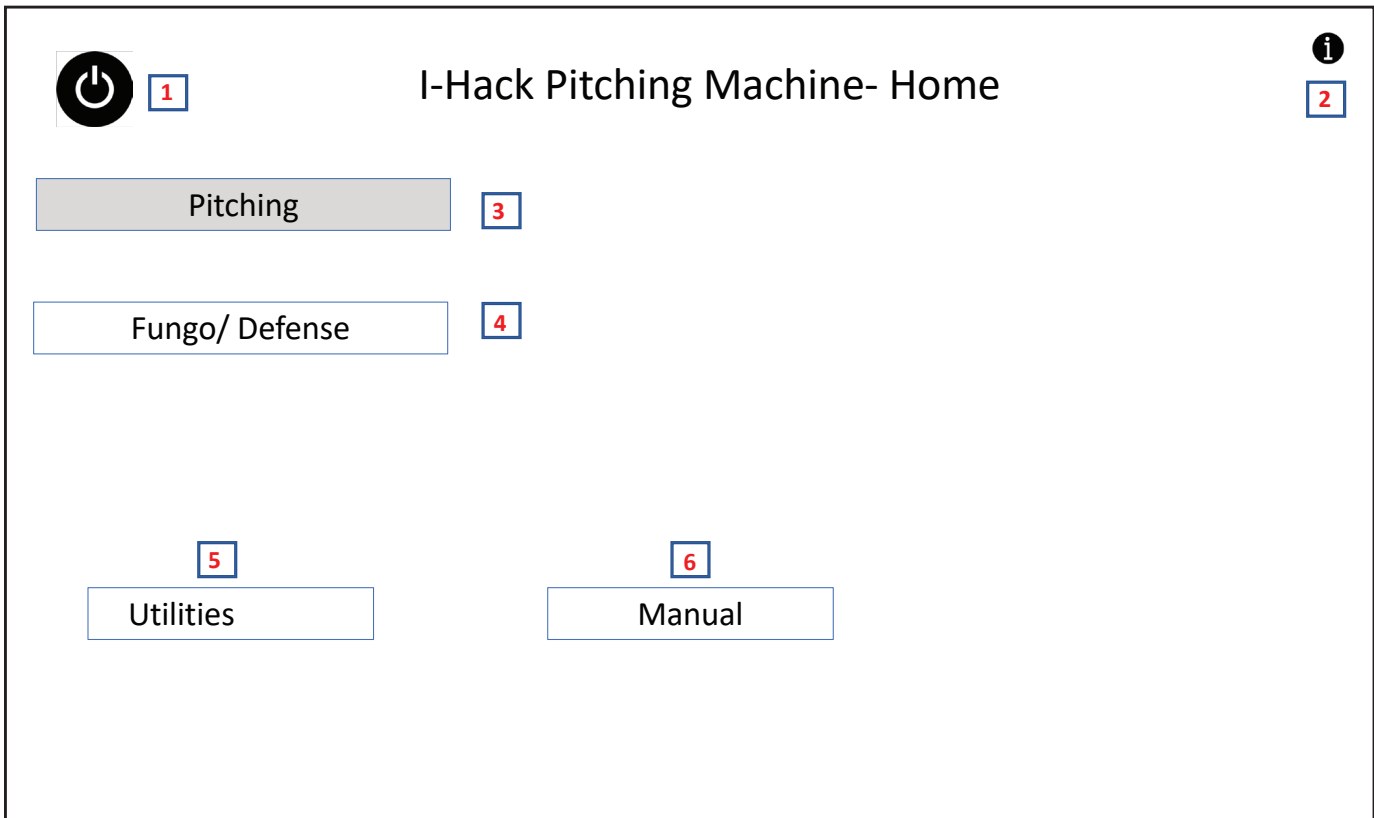 I-Hack Pitching Machine- Home
1
2
Pitching
3
Fungo/ Defense
4
5
6
Utilities
Manual